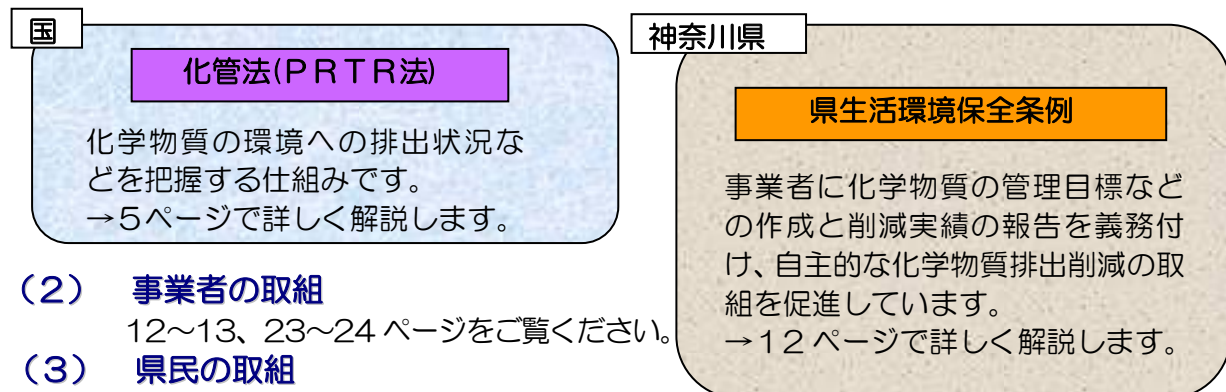 国
化管法(PRTR法)
化学物質の環境への排出状況な
どを把握する仕組みです。
→5ページで詳しく解説します。
神奈川県
県生活環境保全条例
事業者に化学物質の管理目標など
の作成と削減実績の報告を義務付
け、自主的な化学物質排出削減の取
組を促進しています。
→12ページで詳しく解説します。
(2) 事業者の取組
12~13、23~24ページをご覧ください。
(3) 県民の取組